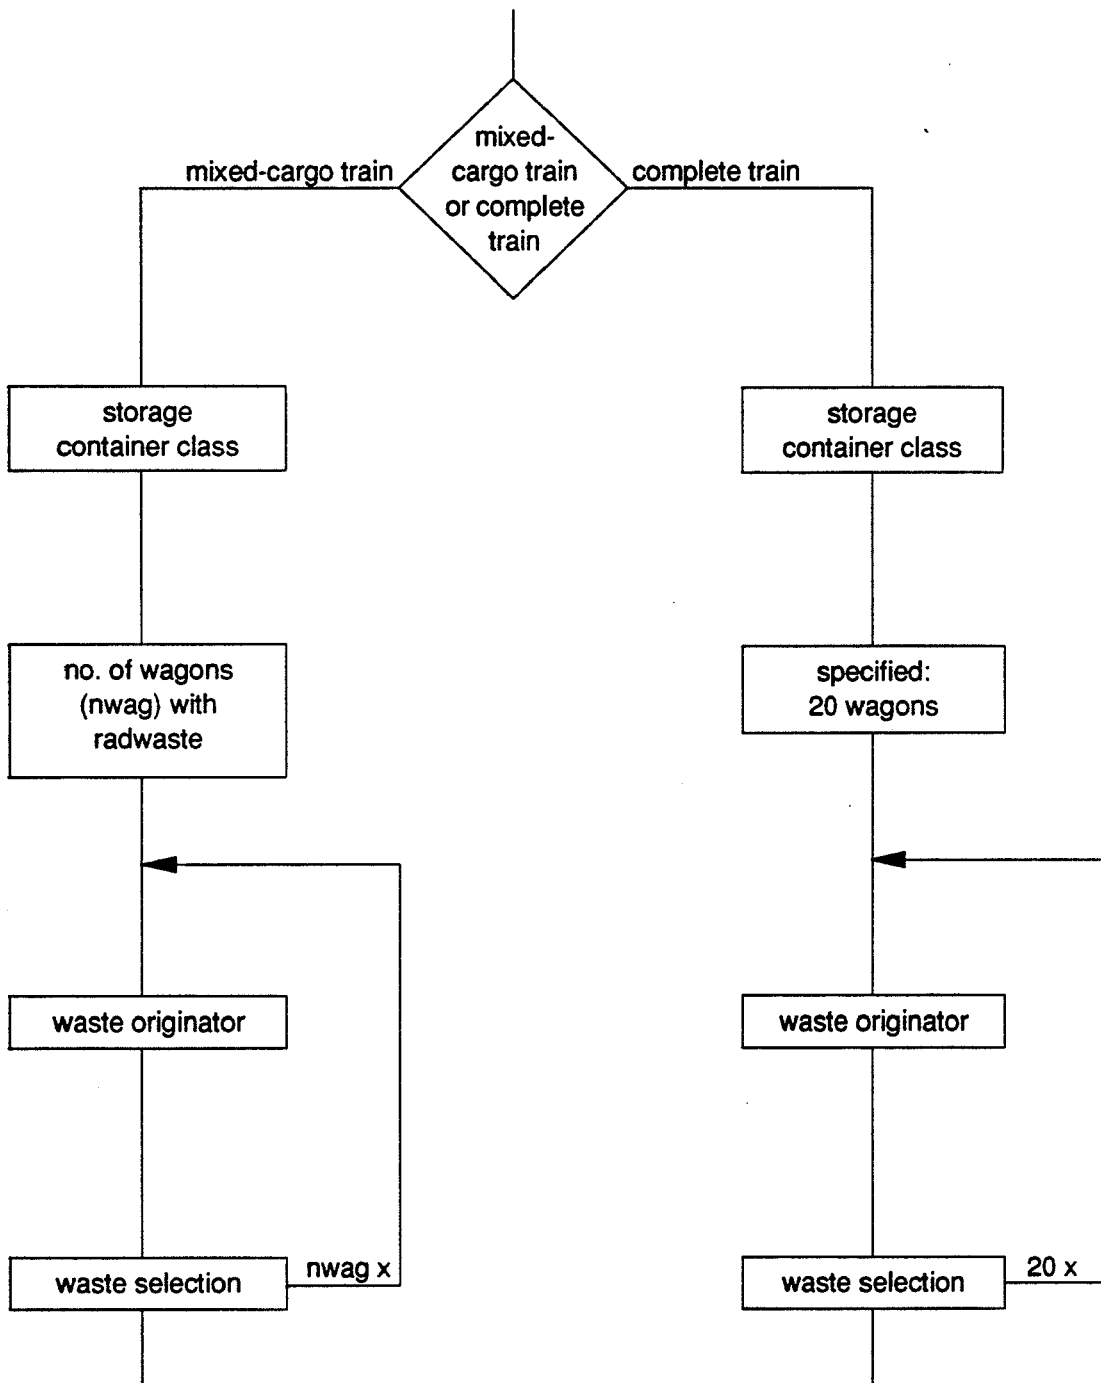 mixed-
cargo train
or complete
train
mixed-cargo train
complete train
storage
container class
no. of wagons
(nwag) with
radwaste
waste originator
waste selection
nwag x
storage
container class
specified:
20 wagons
waste originator
waste selection
20 x